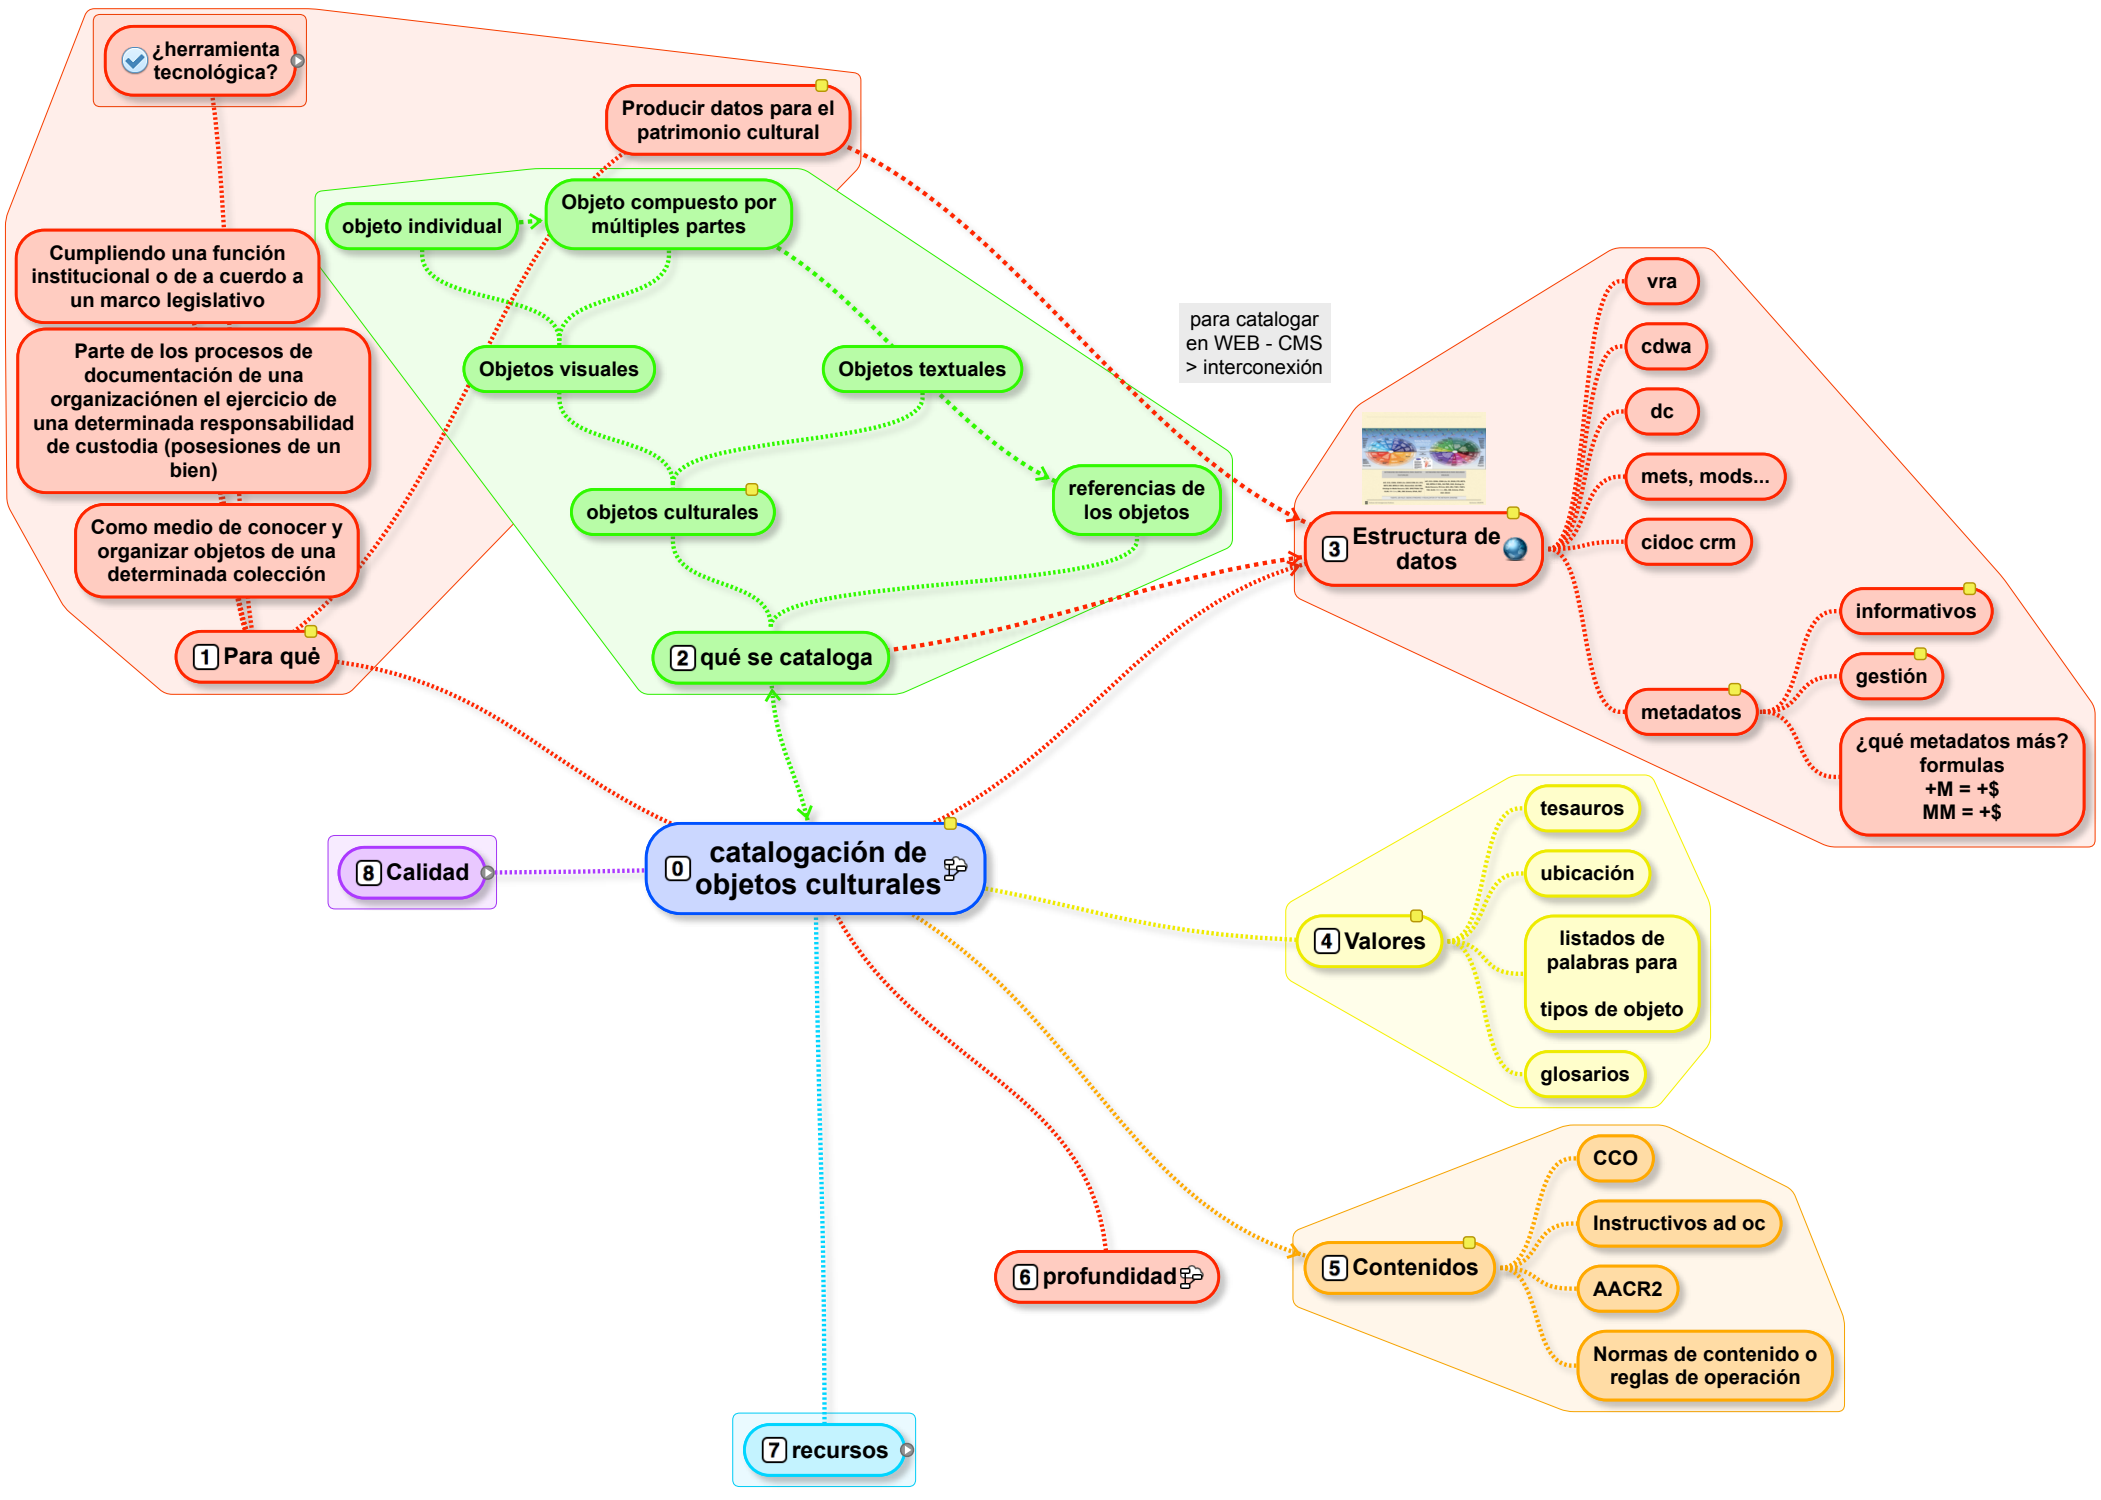 ¿herramienta
tecnológica?
Producir datos para el
patrimonio cultural
Cumpliendo una función
institucional o de a cuerdo a
un marco legislativo
Parte de los procesos de
documentación de una
organizaciónen el ejercicio de
una determinada responsabilidad
de custodia (posesiones de un
bien)
Como medio de conocer y
organizar objetos de una
determinada colección
1 Para qué
objeto individual
Objeto compuesto por
múltiples partes
Objetos visuales
Objetos textuales
objetos culturales
referencias de
los objetos
2 qué se cataloga
para catalogar
en WEB - CMS
> interconexión
3 Estructura de
datos
vra
cdwa
dc
mets, mods...
cidoc crm
metadatos
informativos
gestión
¿qué metadatos más?
formulas
+M = +$
MM = +$
0 catalogación de
objetos culturales
8 Calidad
4 Valores
tesauros
ubicación
listados de
palabras para
tipos de objeto
glosarios
5 Contenidos
CCO
Instructivos ad oc
AACR2
Normas de contenido o
reglas de operación
6 profundidad
7 recursos